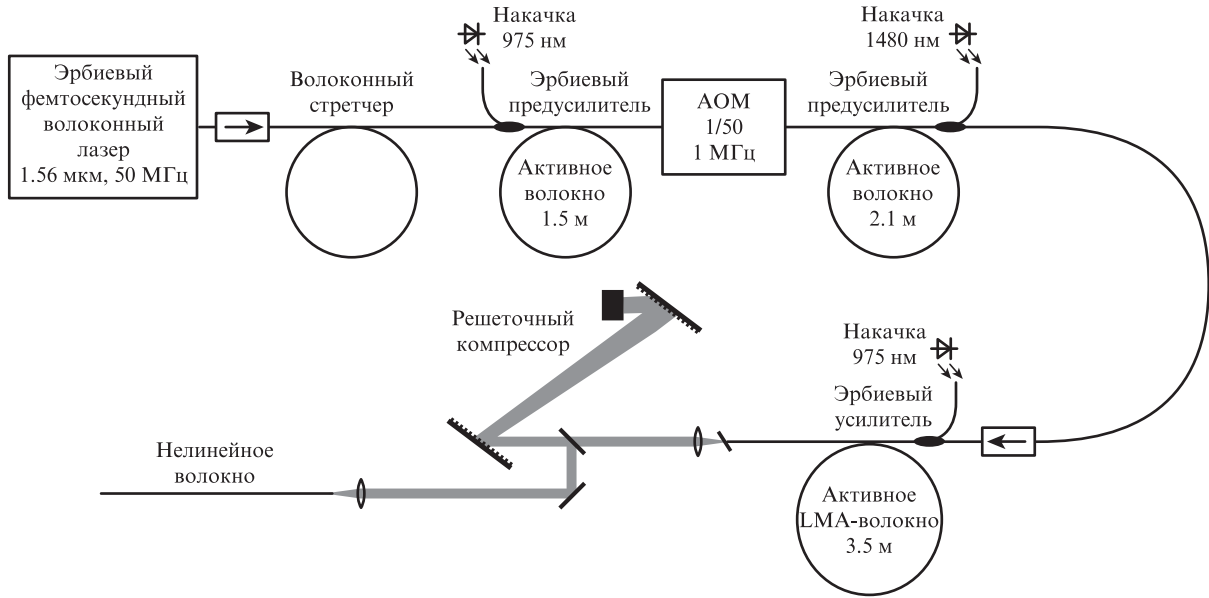 Эрбиевый
фемтосекундный
волоконный
лазер
1.56 мкм, 50 МГц
Волоконный
стретчер
Накачка
975 нм
Эрбиевый
предусилитель
Активное
волокно
1.5 м
АОМ
1/50
1 МГц
Накачка
1480 нм
Эрбиевый
предусилитель
Активное
волокно
2.1 м
Решеточный
компрессор
Накачка
975 нм
Эрбиевый
усилитель
Активное
LMA-волокно
3.5 м
Нелинейное
волокно